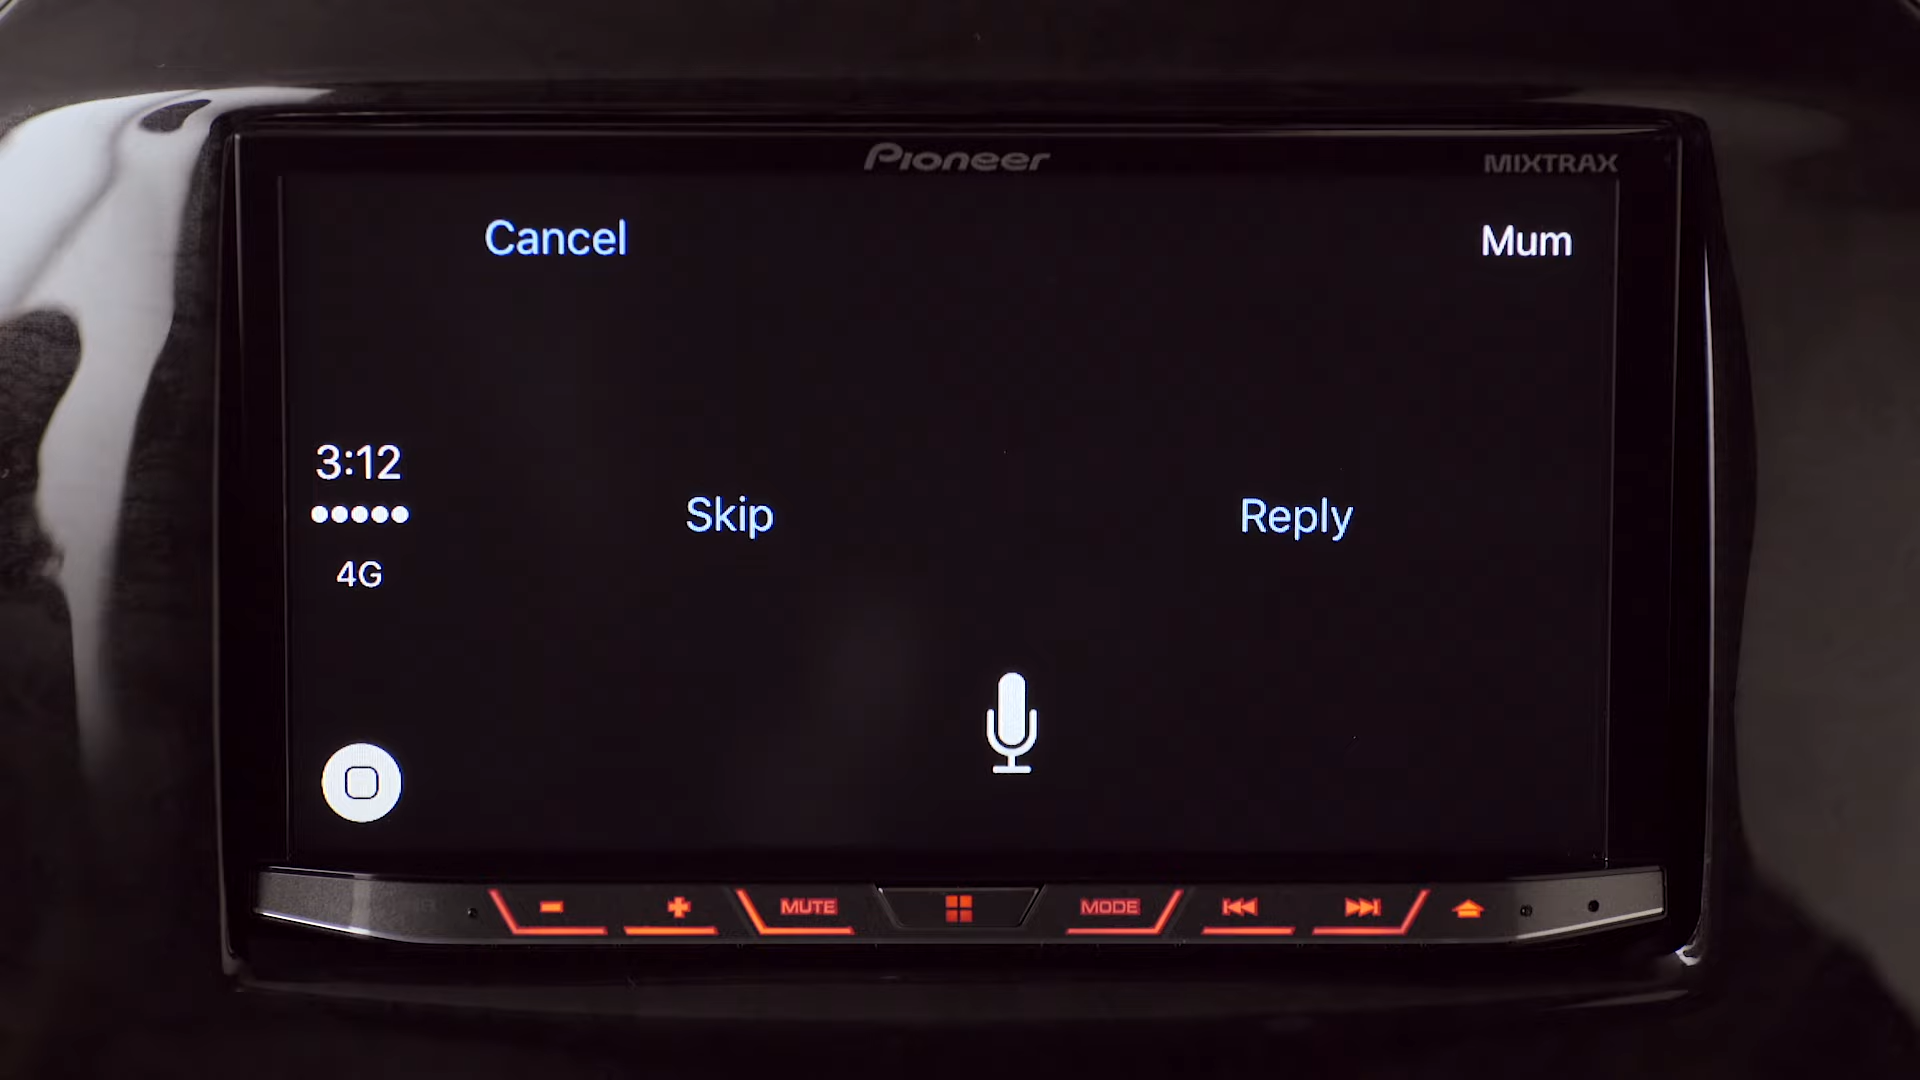 Pioneer
MIXTRAX
Cancel
Mum
3:12
4G
Skip
Reply
MUTE
MODE